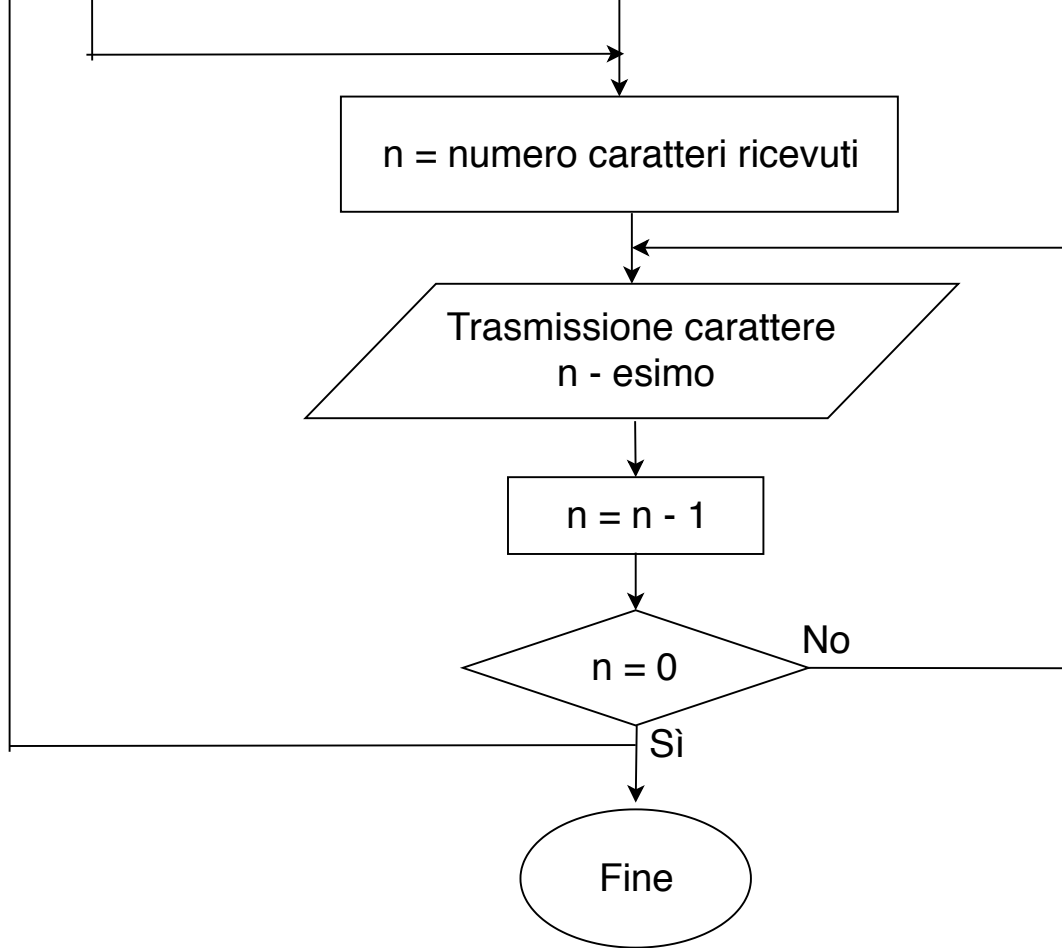 n = numero caratteri ricevuti
Trasmissione carattere
n - esimo
n = n - 1
No
n = 0
Sì
Fine